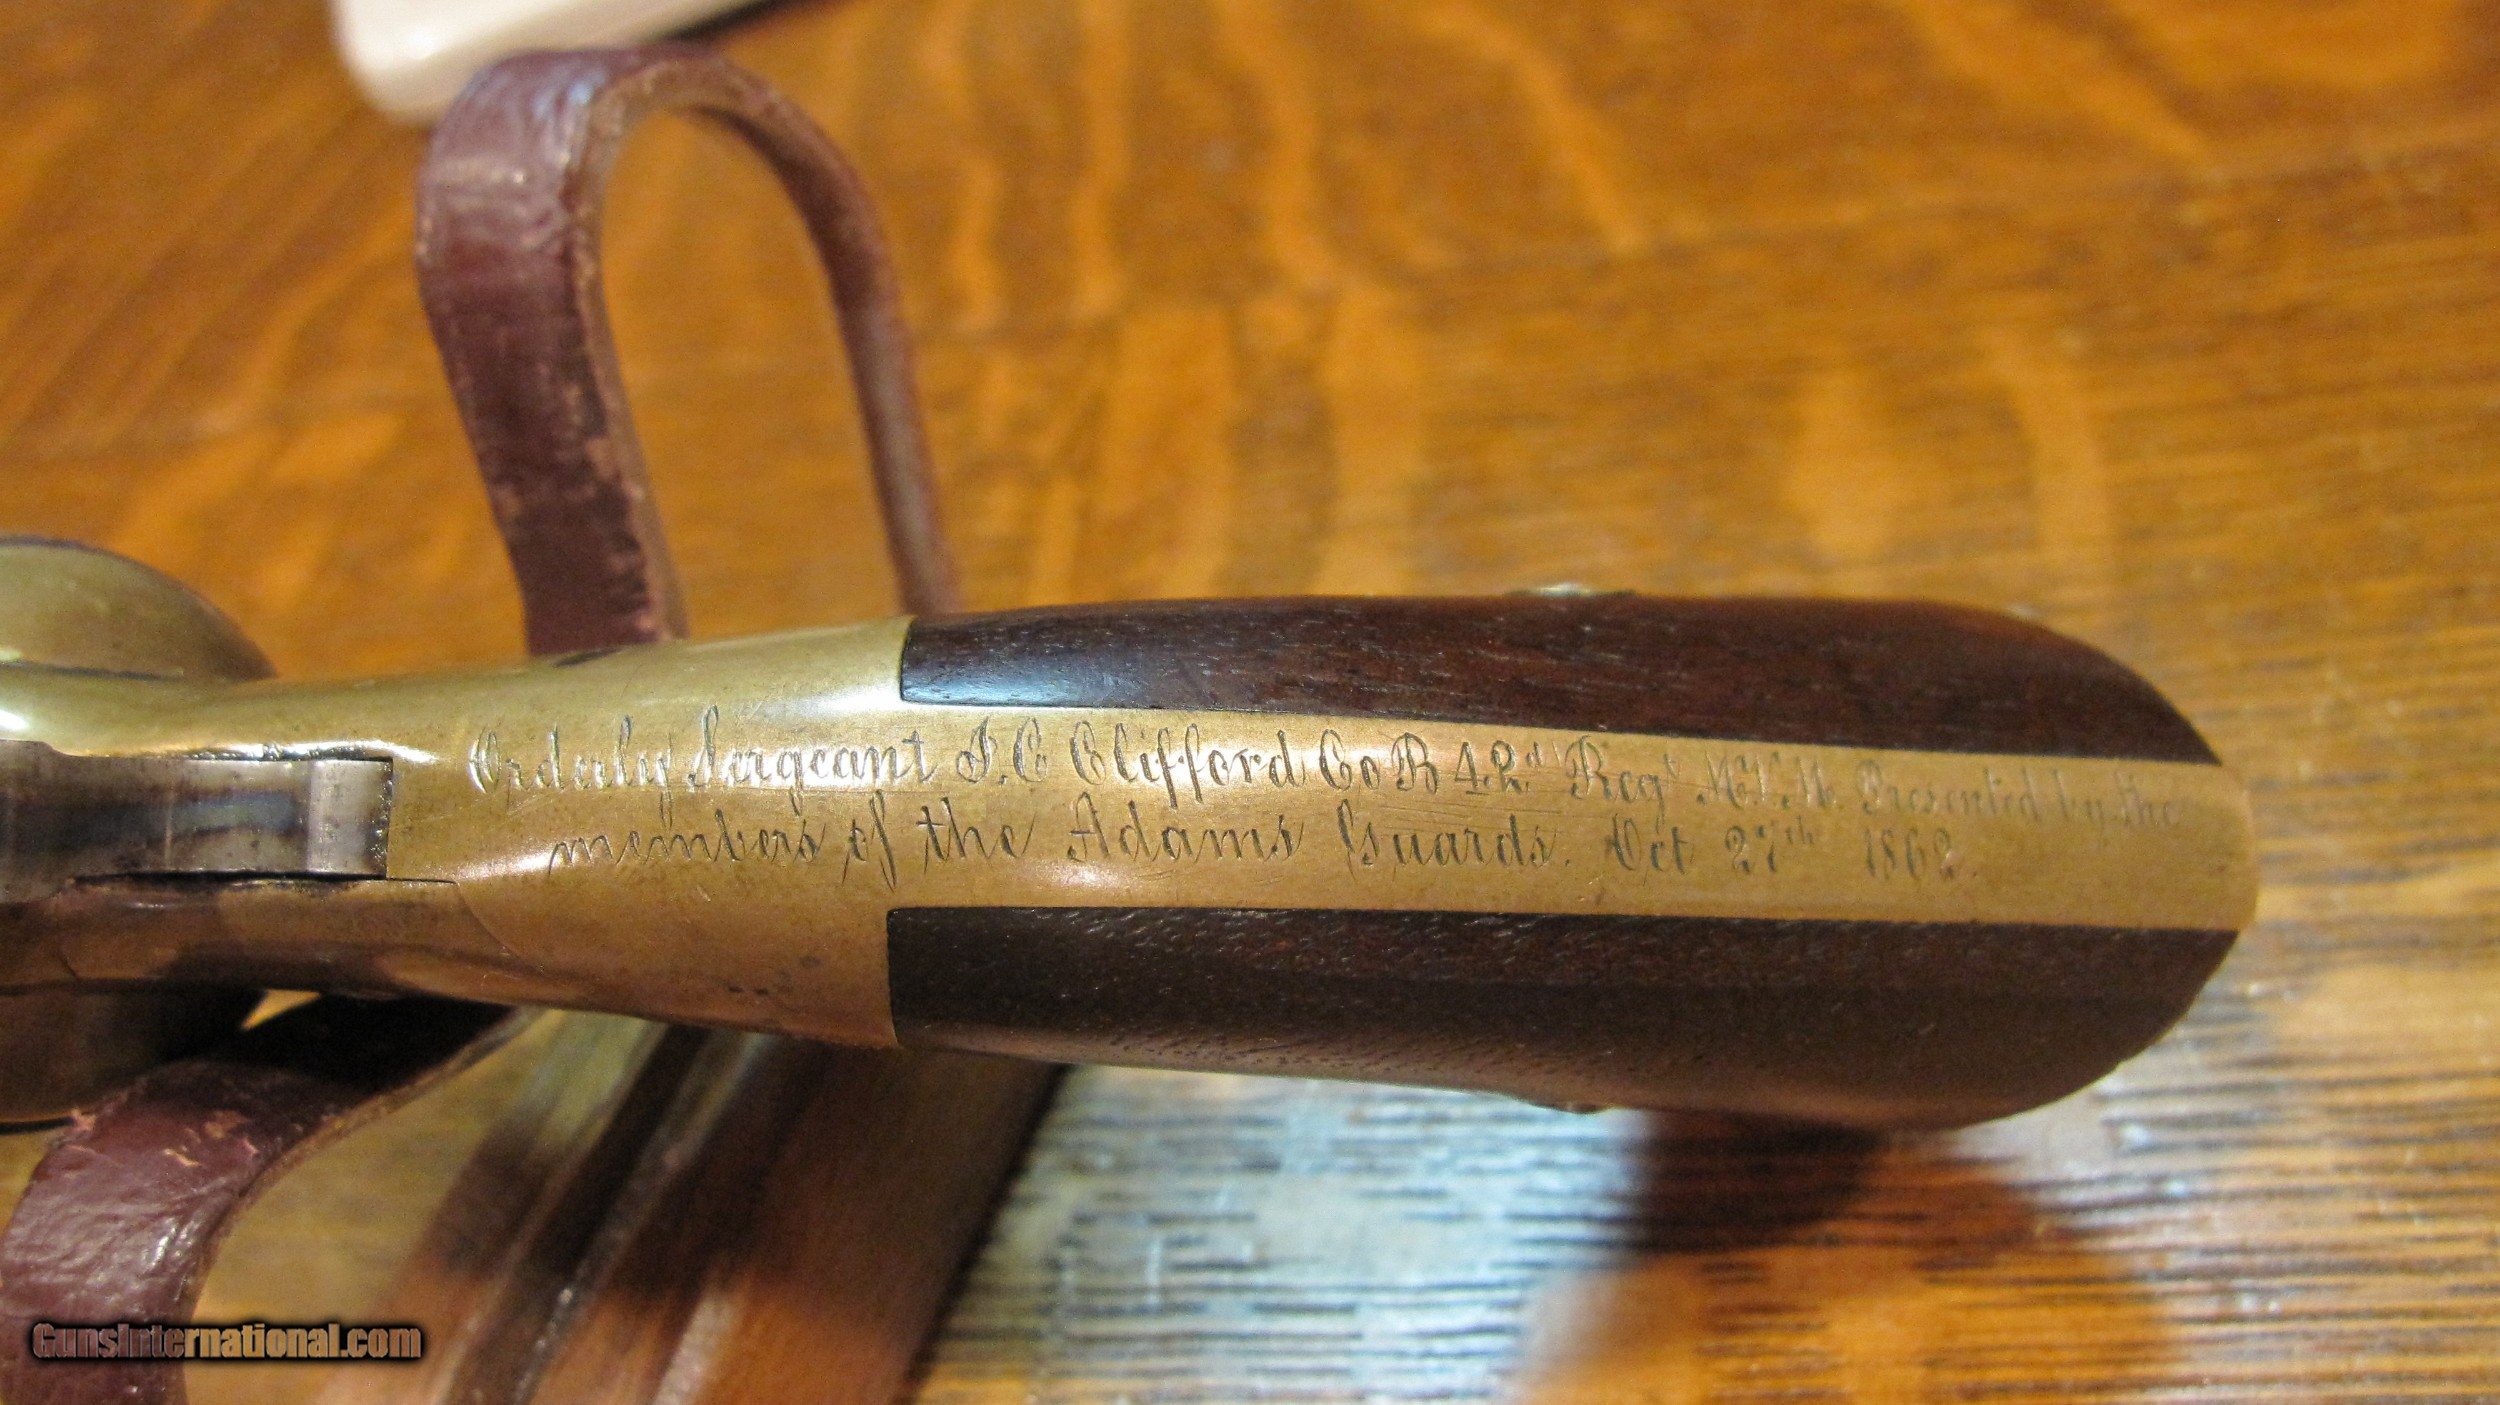 Orderly Sergeant J. C Clifford Co B 42d Regt M.V.M. Presented by the
members of the Adams Guards. Oct 27th 1862.
GunsInternational.com